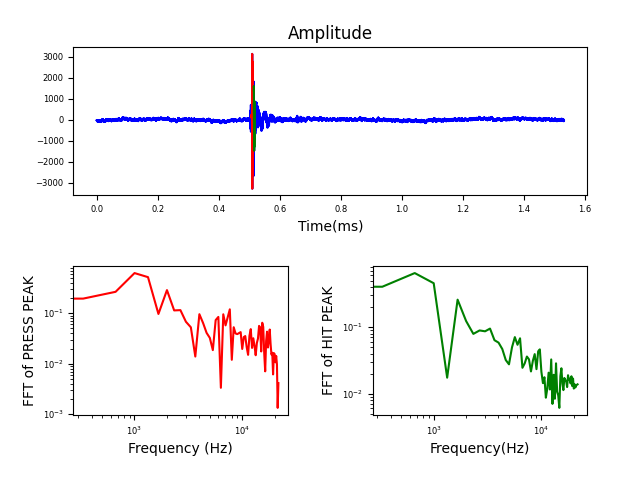 Amplitude
3000
2000
1000
0
−1000
−2000
−3000
0.0 0.2 0.4 0.6 0.8 1.0 1.2 1.4 1.6
Time(ms)
FFT of PRESS PEAK
10⁻¹
10⁻²
10⁻³
10³ 10⁴
Frequency (Hz)
FFT of HIT PEAK
10⁻¹
10⁻²
10³ 10⁴
Frequency(Hz)